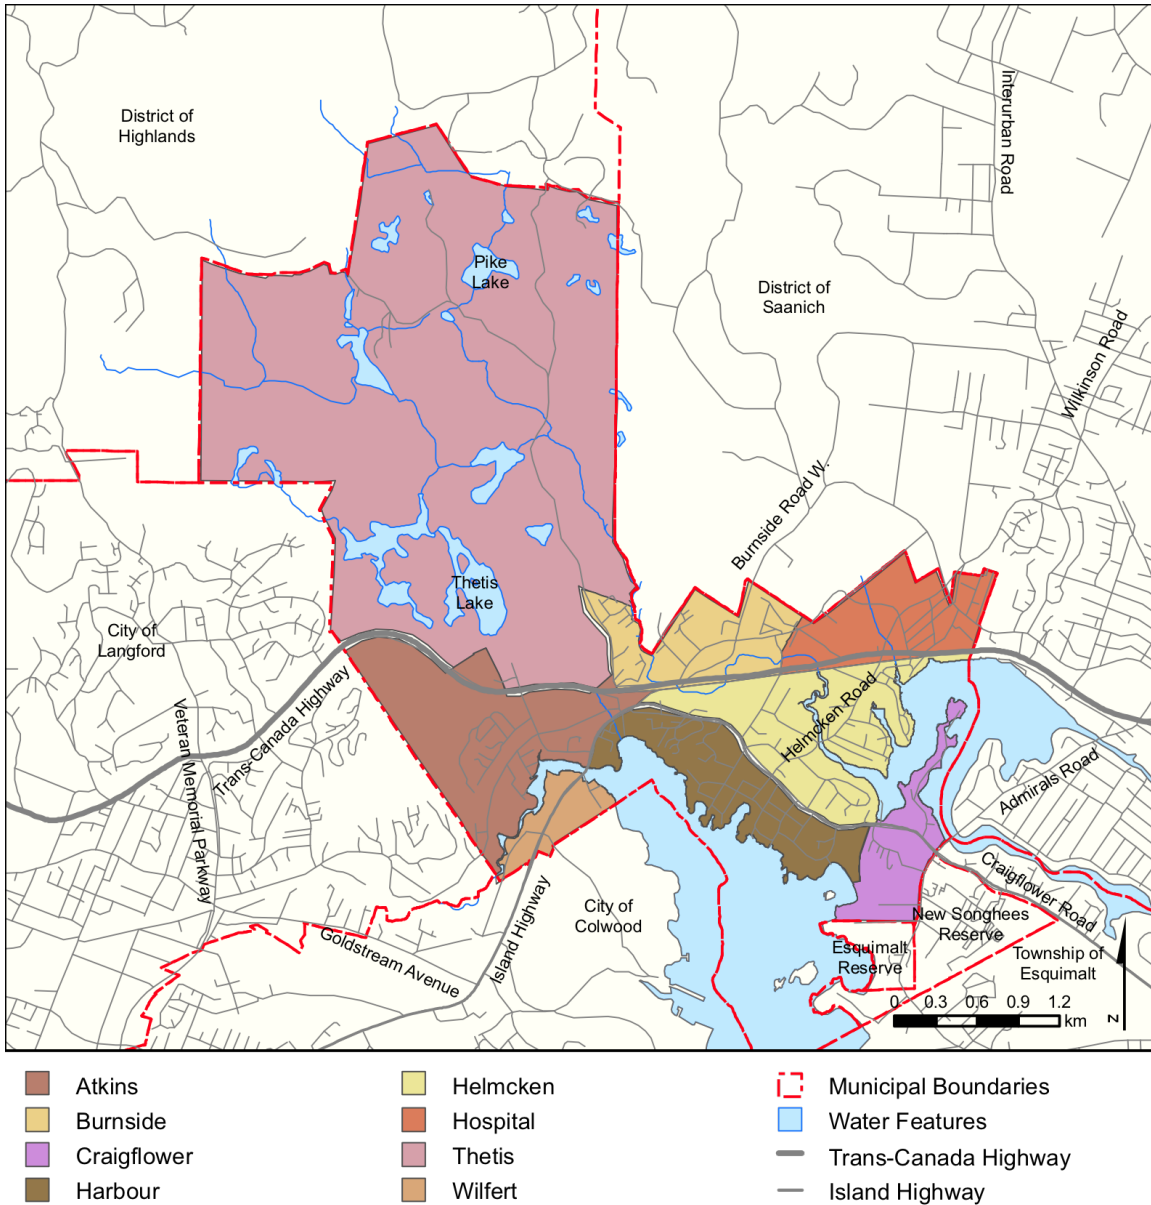 District of
Highlands
Interurban Road
Pike
Lake
District of
Saanich
Wilkinson Road
Burnside Road W.
Thetis
Lake
City of
Langford
Trans-Canada Highway
Veteran Memorial Parkway
Helmcken Road
Admirals Road
Craigflower Road
City of
Colwood
New Songhees
Reserve
Esquimalt
Reserve
Township of
Esquimalt
Goldstream Avenue
Island Highway
0 0.3 0.6 0.9 1.2
km
N
Atkins
Burnside
Craigflower
Harbour
Helmcken
Hospital
Thetis
Wilfert
Municipal Boundaries
Water Features
Trans-Canada Highway
Island Highway